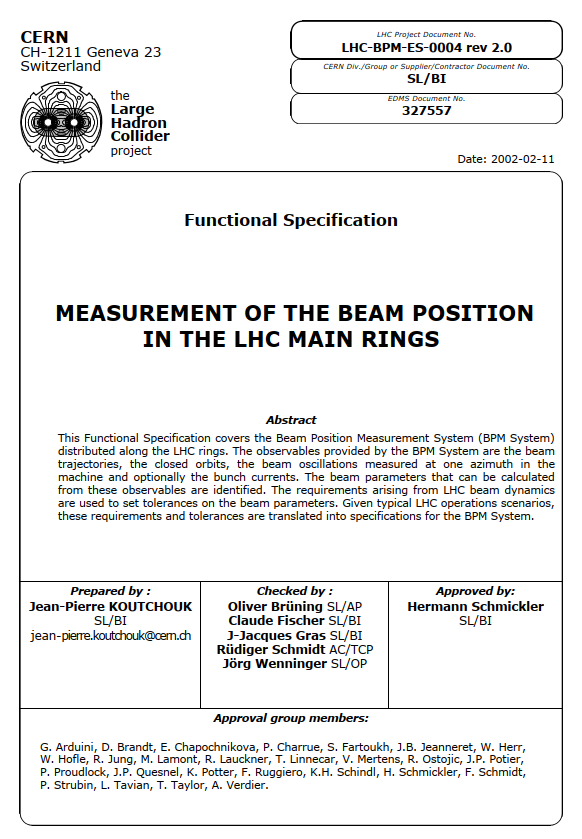 CERN
CH-1211 Geneva 23
Switzerland
the
Large
Hadron
Collider
project
LHC Project Document No.
LHC-BPM-ES-0004 rev 2.0
CERN Div./Group or Supplier/Contractor Document No.
SL/BI
EDMS Document No.
327557
Date: 2002-02-11
Functional Specification
MEASUREMENT OF THE BEAM POSITION
IN THE LHC MAIN RINGS
Abstract
This Functional Specification covers the Beam Position Measurement System (BPM System)
distributed along the LHC rings. The observables provided by the BPM System are the beam
trajectories, the closed orbits, the beam oscillations measured at one azimuth in the
machine and optionally the bunch currents. The beam parameters that can be calculated
from these observables are identified. The requirements arising from LHC beam dynamics
are used to set tolerances on the beam parameters. Given typical LHC operations scenarios,
these requirements and tolerances are translated into specifications for the BPM System.
Prepared by :
Jean-Pierre KOUTCHOUK
SL/BI
jean-pierre.koutchouk@cern.ch
Checked by :
Oliver Brüning SL/AP
Claude Fischer SL/BI
J-Jacques Gras SL/BI
Rüdiger Schmidt AC/TCP
Jörg Wenninger SL/OP
Approved by:
Hermann Schmickler
SL/BI
Approval group members:
G. Arduini, D. Brandt, E. Chapochnikova, P. Charrue, S. Fartoukh, J.B. Jeanneret, W. Herr,
W. Hofle, R. Jung, M. Lamont, R. Lauckner, T. Linnecar, V. Mertens, R. Ostojic, J.P. Potier,
P. Proudlock, J.P. Quesnel, K. Potter, F. Ruggiero, K.H. Schindl, H. Schmickler, F. Schmidt,
P. Strubin, L. Tavian, T. Taylor, A. Verdier.